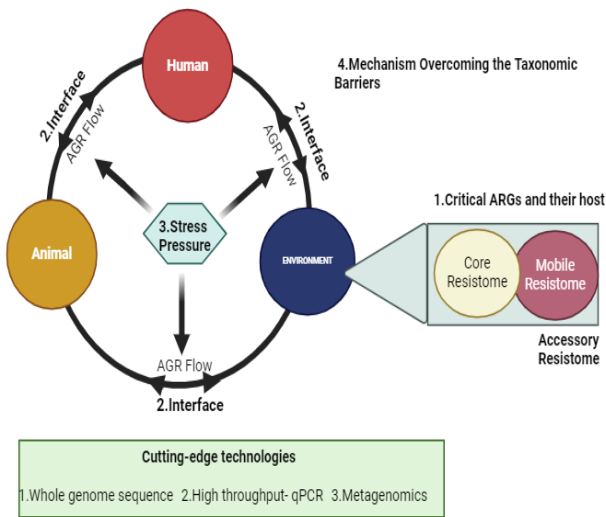 Human
4.Mechanism Overcoming the Taxonomic
Barriers
2.Interface
AGR Flow
2.Interface
AGR Flow
1.Critical ARGs and their host
3.Stress
Pressure
Animal
ENVIRONMENT
Core
Resistome
Mobile
Resistome
Accessory
Resistome
AGR Flow
2.Interface
Cutting-edge technologies
1.Whole genome sequence 2.High throughput- qPCR 3.Metagenomics